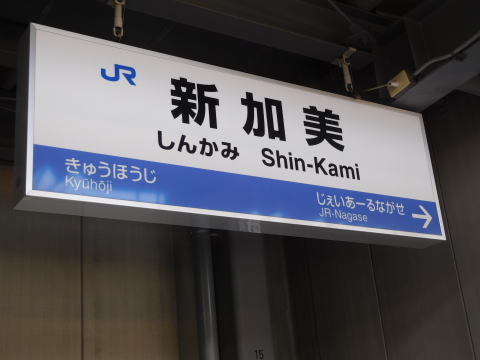 JR
新加美
しんかみ Shin-Kami
きゅうほうじ
Kyūhōji
じぇいあーるながせ
JR-Nagase
15